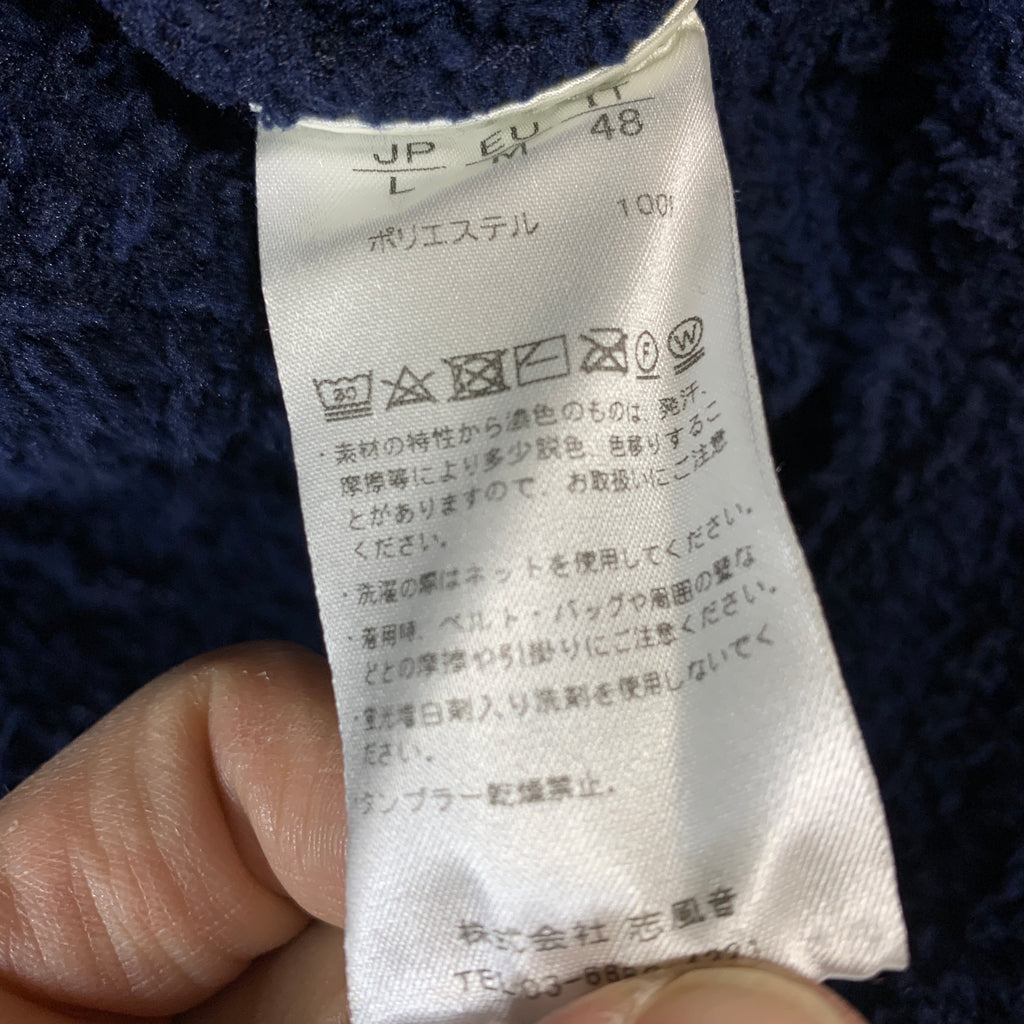 JP EU IT
L M 48
ポリエステル 100
30
F W
・素材の特性から濃色のものは、発汗、
摩擦等により多少脱色、色移りするこ
とがありますので、お取扱いにご注意
ください。
・洗濯の際はネットを使用してください。
・着用時、ベルト・バッグや周囲の壁な
どとの摩擦や引掛りにご注意ください。
・蛍光増白剤入り洗剤を使用しないでく
ださい。
・タンブラー乾燥禁止.
株式会社 志風音
TEL 03-